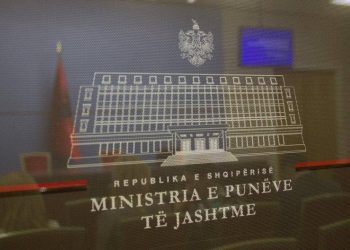 REPUBLIKA E SHQIPËRISË
MINISTRIA E PUNËVE
TË JASHTME